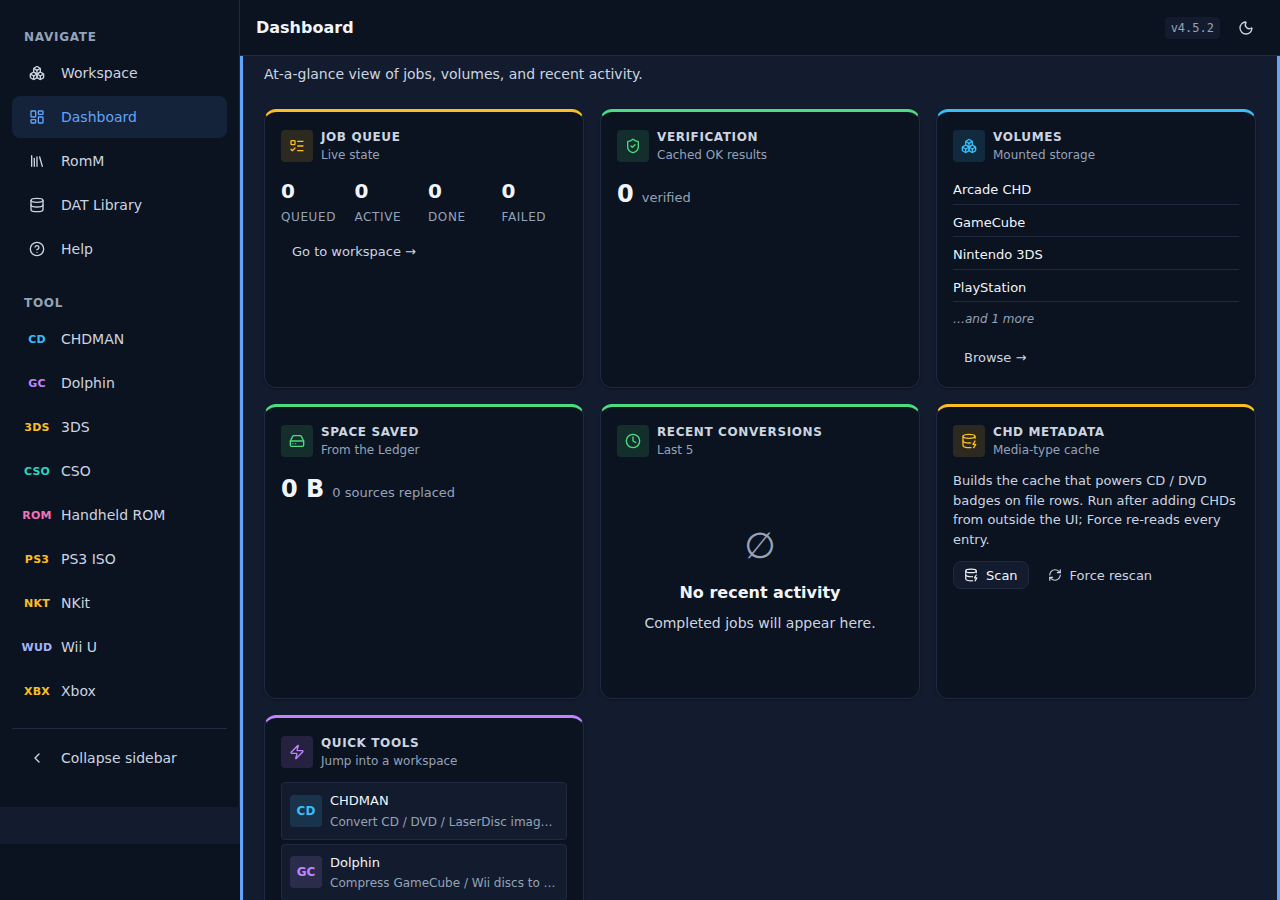 NAVIGATE
Workspace
Dashboard
RomM
DAT Library
Help
TOOL
CD CHDMAN
GC Dolphin
3DS 3DS
CSO CSO
ROM Handheld ROM
PS3 PS3 ISO
NKT NKit
WUD Wii U
XBX Xbox
Collapse sidebar
Dashboard
v4.5.2
At-a-glance view of jobs, volumes, and recent activity.
JOB QUEUE
Live state
0 0 0 0
QUEUED ACTIVE DONE FAILED
Go to workspace →
VERIFICATION
Cached OK results
0 verified
VOLUMES
Mounted storage
Arcade CHD
GameCube
Nintendo 3DS
PlayStation
…and 1 more
Browse →
SPACE SAVED
From the Ledger
0 B 0 sources replaced
RECENT CONVERSIONS
Last 5
∅
No recent activity
Completed jobs will appear here.
CHD METADATA
Media-type cache
Builds the cache that powers CD / DVD
badges on file rows. Run after adding CHDs
from outside the UI; Force re-reads every
entry.
Scan Force rescan
QUICK TOOLS
Jump into a workspace
CD CHDMAN
Convert CD / DVD / LaserDisc imag…
GC Dolphin
Compress GameCube / Wii discs to …